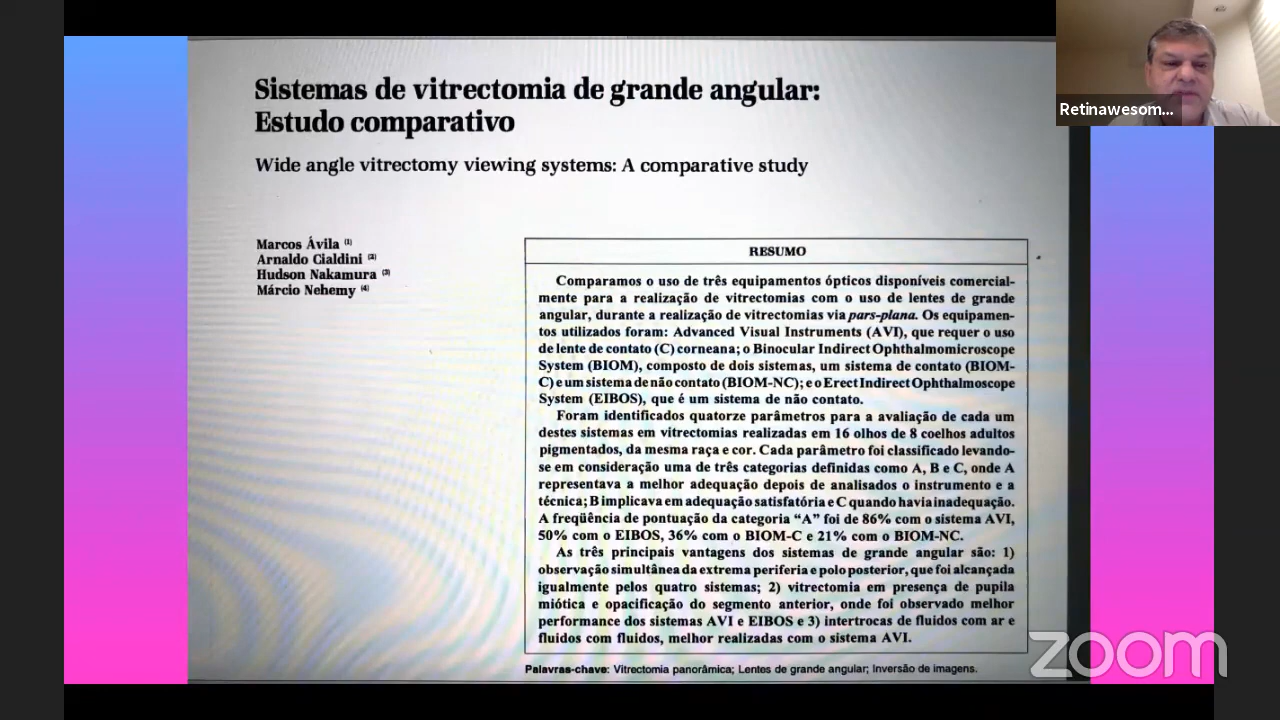 Sistemas de vitrectomia de grande angular:
Estudo comparativo
Wide angle vitrectomy viewing systems: A comparative study
Marcos Ávila (1)
Arnaldo Cialdini (2)
Hudson Nakamura (3)
Márcio Nehemy (4)
RESUMO
Comparamos o uso de três equipamentos ópticos disponíveis comercial-
mente para a realização de vitrectomias com o uso de lentes de grande
angular, durante a realização de vitrectomias via pars-plana. Os equipamen-
tos utilizados foram: Advanced Visual Instruments (AVI), que requer o uso
de lente de contato (C) corneana; o Binocular Indirect Ophthalmomicroscope
System (BIOM), composto de dois sistemas, um sistema de contato (BIOM-
C) e um sistema de não contato (BIOM-NC); e o Erect Indirect Ophthalmoscope
System (EIBOS), que é um sistema de não contato.
Foram identificados quatorze parâmetros para a avaliação de cada um
destes sistemas em vitrectomias realizadas em 16 olhos de 8 coelhos adultos
pigmentados, da mesma raça e cor. Cada parâmetro foi classificado levando-
se em consideração uma de três categorias definidas como A, B e C, onde A
representava a melhor adequação depois de analisados o instrumento e a
técnica; B implicava em adequação satisfatória e C quando havia inadequação.
A freqüência de pontuação da categoria “A” foi de 86% com o sistema AVI,
50% com o EIBOS, 36% com o BIOM-C e 21% com o BIOM-NC.
As três principais vantagens dos sistemas de grande angular são: 1)
observação simultânea da extrema periferia e polo posterior, que foi alcançada
igualmente pelos quatro sistemas; 2) vitrectomia em presença de pupila
miótica e opacificação do segmento anterior, onde foi observado melhor
performance dos sistemas AVI e EIBOS e 3) intertrocas de fluidos com ar e
fluidos com fluidos, melhor realizadas com o sistema AVI.
Palavras-chave: Vitrectomia panorâmica; Lentes de grande angular; Inversão de imagens.
Retinawesom...
zoom